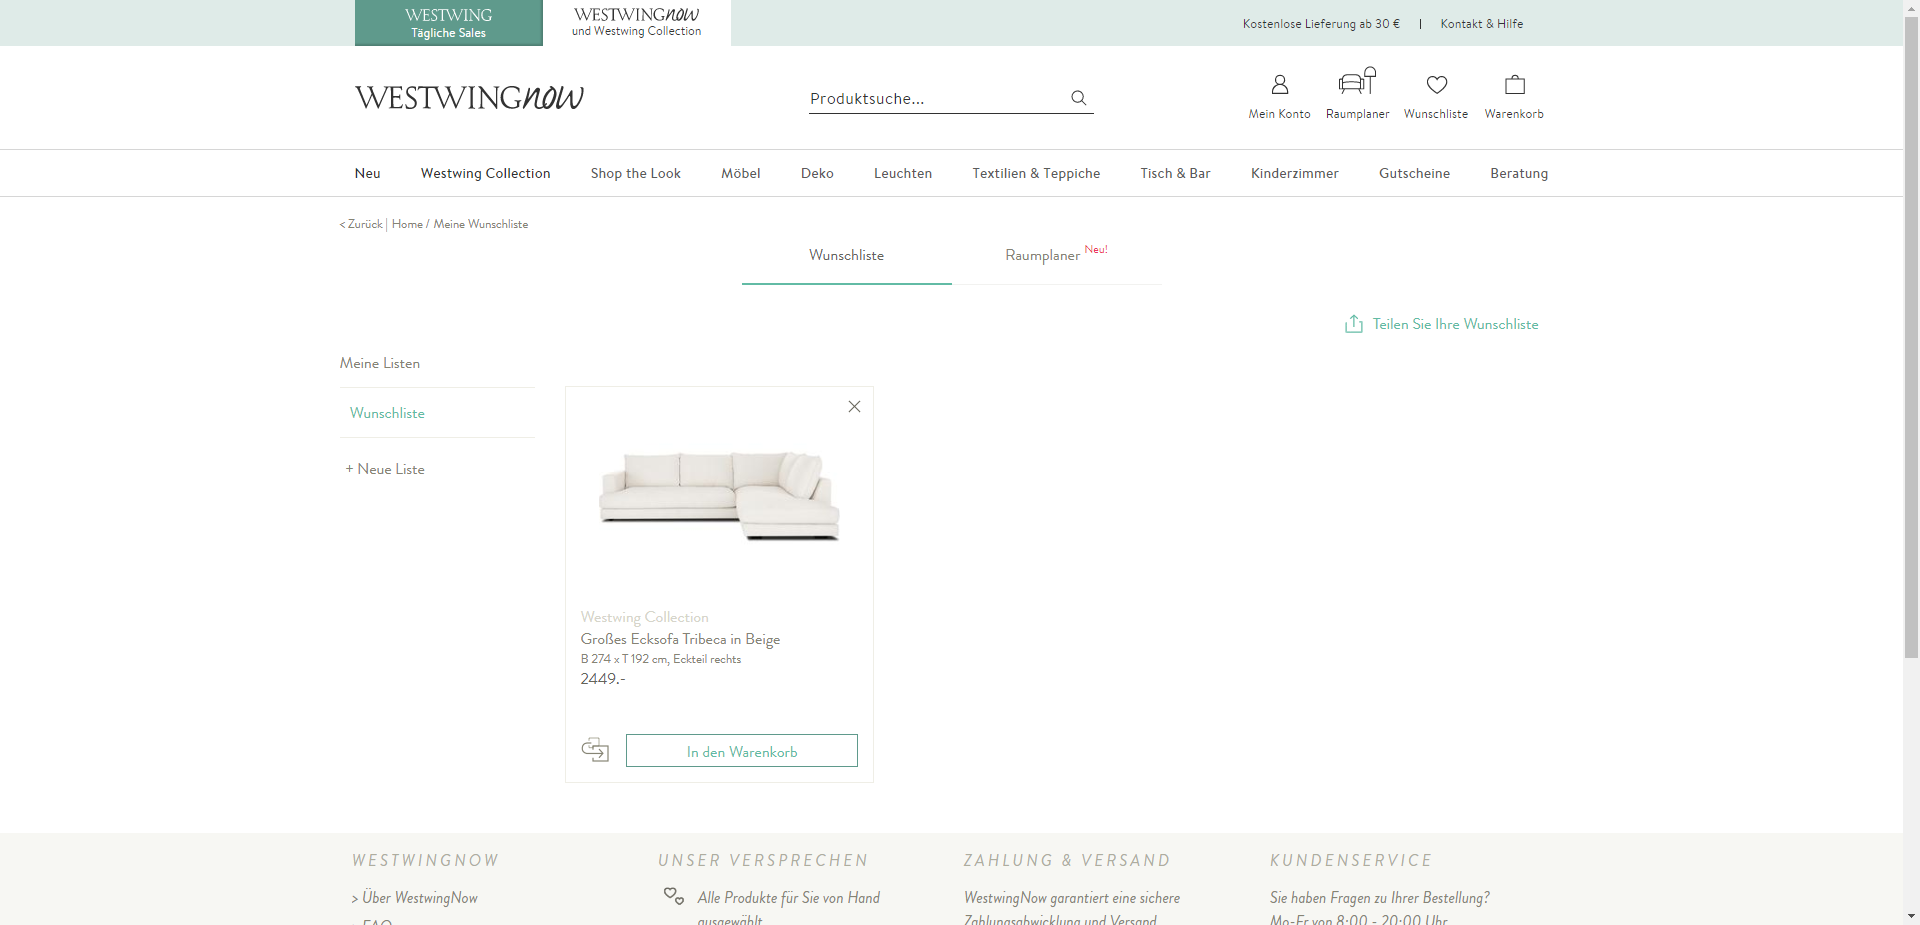 WESTWING
Tägliche Sales
WESTWINGnow
und Westwing Collection
Kostenlose Lieferung ab 30 € | Kontakt & Hilfe
WESTWINGnow
Produktsuche...
Mein Konto
Raumplaner
Wunschliste
Warenkorb
Neu
Westwing Collection
Shop the Look
Möbel
Deko
Leuchten
Textilien & Teppiche
Tisch & Bar
Kinderzimmer
Gutscheine
Beratung
< Zurück | Home / Meine Wunschliste
Wunschliste
Raumplaner Neu!
Teilen Sie Ihre Wunschliste
Meine Listen
Wunschliste
+ Neue Liste
Westwing Collection
Großes Ecksofa Tribeca in Beige
B 274 x T 192 cm, Eckteil rechts
2449.-
In den Warenkorb
WESTWINGNOW
> Über WestwingNow
> FAQ
UNSER VERSPRECHEN
Alle Produkte für Sie von Hand
ausgewählt
ZAHLUNG & VERSAND
WestwingNow garantiert eine sichere
Zahlungsabwicklung und Versand
KUNDENSERVICE
Sie haben Fragen zu Ihrer Bestellung?
Mo-Fr von 8:00 - 20:00 Uhr